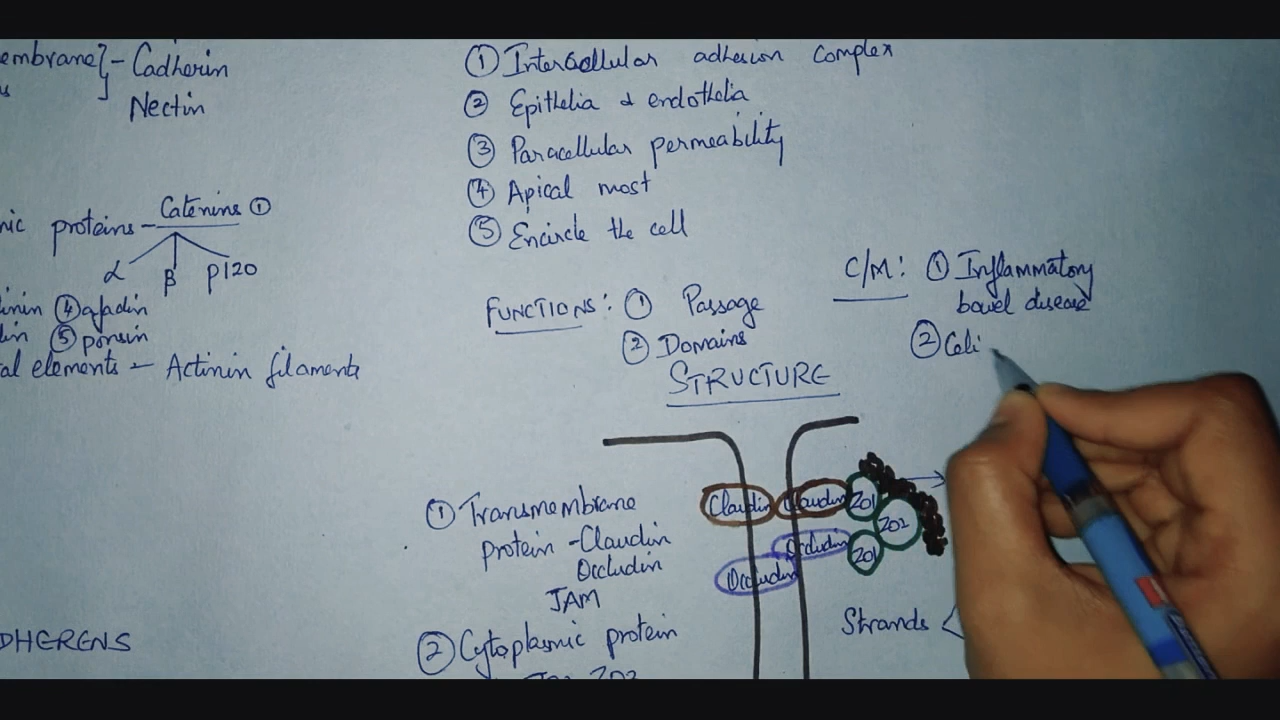 embrane} - Cadherin
Nectin
nic proteins - Catenins ①
α β p120
inin ④ afadin
lin ⑤ ponsin
al elements - Actinin filaments
DHERENS
① Intercellular adhesion complex
② Epithelia & endothelia
③ Paracellular permeability
④ Apical most
⑤ Encircle the cell
FUNCTIONS: ① Passage
② Domains
C/M: ① Inflammatory
bowel disease
② Celi
STRUCTURE
① Transmembrane
protein - Claudin
Occludin
JAM
② Cytoplasmic protein
Claudin Claudin ZO1
ZO2
Occludin ZO1
Occludin
Strands <